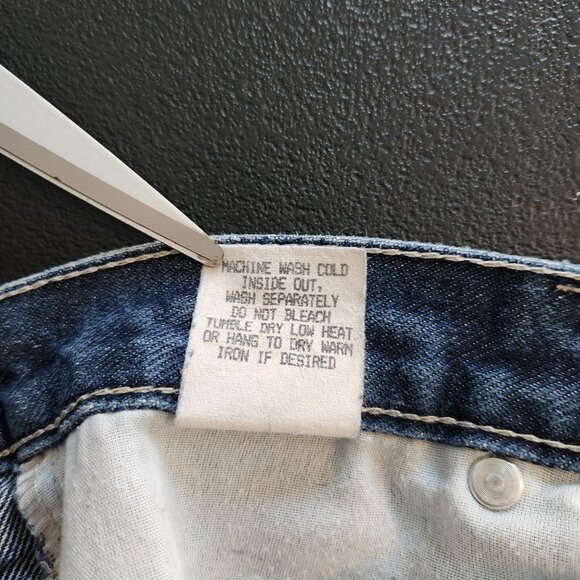 MACHINE WASH COLD
INSIDE OUT,
WASH SEPARATELY
DO NOT BLEACH
TUMBLE DRY LOW HEAT
OR HANG TO DRY WARM
IRON IF DESIRED